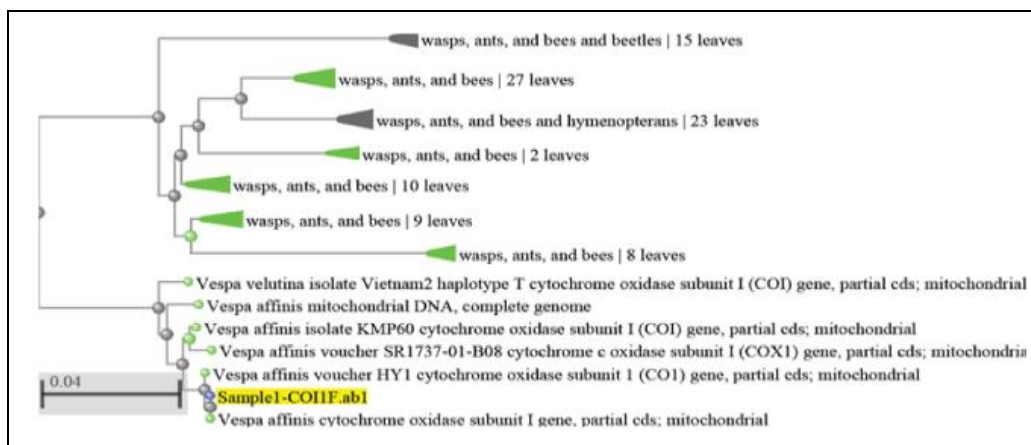 wasps, ants, and bees and beetles | 15 leaves
wasps, ants, and bees | 27 leaves
wasps, ants, and bees and hymenopterans | 23 leaves
wasps, ants, and bees | 2 leaves
wasps, ants, and bees | 10 leaves
wasps, ants, and bees | 9 leaves
wasps, ants, and bees | 8 leaves
Vespa velutina isolate Vietnam2 haplotype T cytochrome oxidase subunit I (COI) gene, partial cds; mitochondrial
Vespa affinis mitochondrial DNA, complete genome
Vespa affinis isolate KMP60 cytochrome oxidase subunit I (COI) gene, partial cds; mitochondrial
Vespa affinis voucher SR1737-01-B08 cytochrome c oxidase subunit I (COX1) gene, partial cds; mitochondria
Vespa affinis voucher HY1 cytochrome oxidase subunit 1 (CO1) gene, partial cds; mitochondrial
0.04
Sample1-COI1F.ab1
Vespa affinis cytochrome oxidase subunit I gene, partial cds; mitochondrial